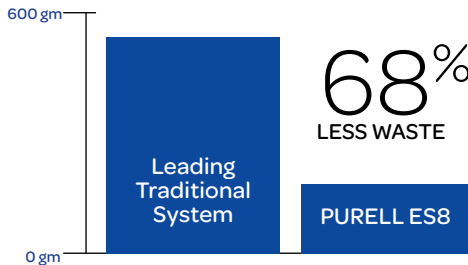 600 gm
68%
LESS WASTE
Leading
Traditional
System
PURELL ES8
0 gm